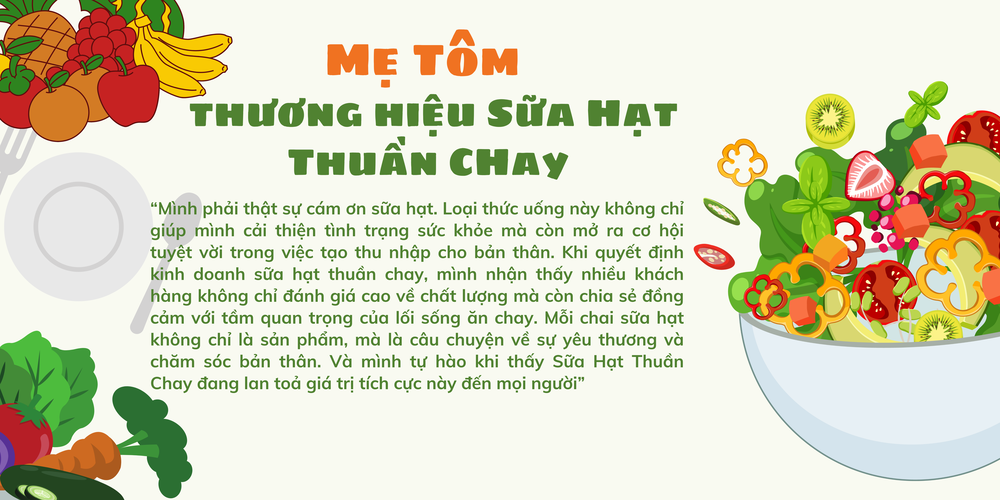 Mẹ Tôm
thương hiệu Sữa Hạt
Thuần CHay
“Mình phải thật sự cám ơn sữa hạt. Loại thức uống này không chỉ
giúp mình cải thiện tình trạng sức khỏe mà còn mở ra cơ hội
tuyệt vời trong việc tạo thu nhập cho bản thân. Khi quyết định
kinh doanh sữa hạt thuần chay, mình nhận thấy nhiều khách
hàng không chỉ đánh giá cao về chất lượng mà còn chia sẻ đồng
cảm với tầm quan trọng của lối sống ăn chay. Mỗi chai sữa hạt
không chỉ là sản phẩm, mà là câu chuyện về sự yêu thương và
chăm sóc bản thân. Và mình tự hào khi thấy Sữa Hạt Thuần
Chay đang lan toả giá trị tích cực này đến mọi người”